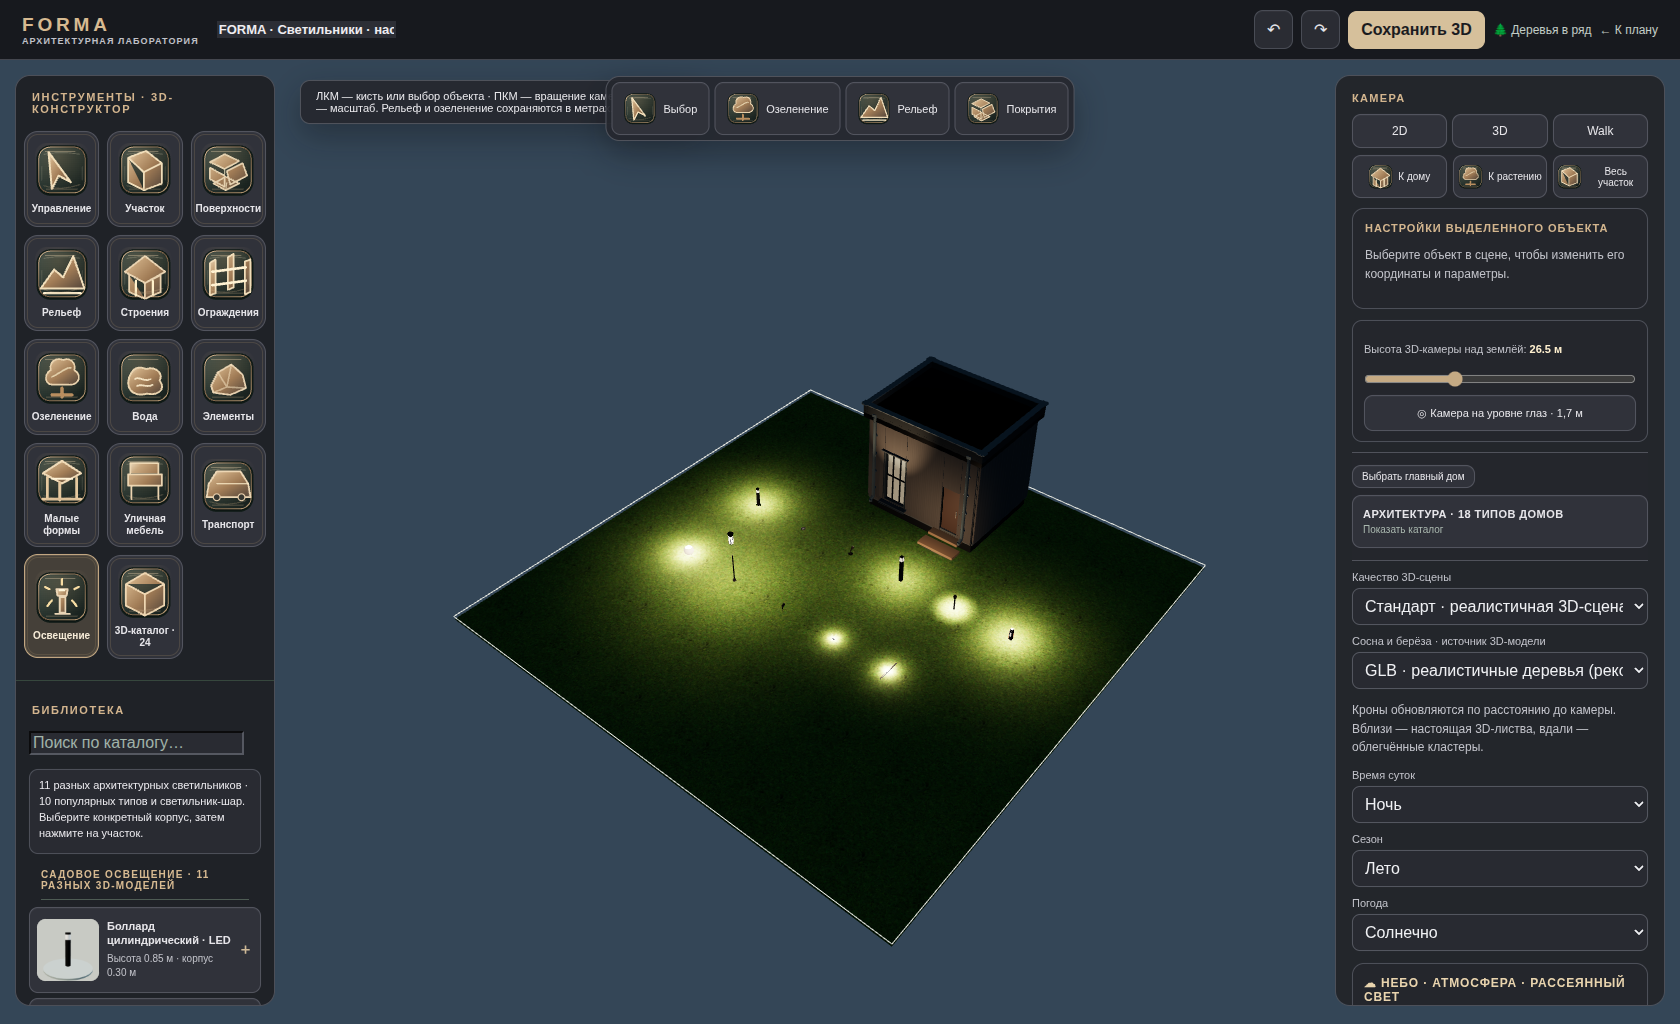 FORMA
АРХИТЕКТУРНАЯ ЛАБОРАТОРИЯ
FORMA · Светильники · нас
↶
↷
Сохранить 3D
🌲 Деревья в ряд
← К плану
ИНСТРУМЕНТЫ · 3D-
КОНСТРУКТОР
Управление
Участок
Поверхности
Рельеф
Строения
Ограждения
Озеленение
Вода
Элементы
Малые
формы
Уличная
мебель
Транспорт
Освещение
3D-каталог ·
24
БИБЛИОТЕКА
Поиск по каталогу…
11 разных архитектурных светильников ·
10 популярных типов и светильник-шар.
Выберите конкретный корпус, затем
нажмите на участок.
САДОВОЕ ОСВЕЩЕНИЕ · 11
РАЗНЫХ 3D-МОДЕЛЕЙ
Боллард
цилиндрический · LED
Высота 0.85 м · корпус
0.30 м
+
ЛКМ — кисть или выбор объекта · ПКМ — вращение кам
— масштаб. Рельеф и озеленение сохраняются в метра
Выбор
Озеленение
Рельеф
Покрытия
КАМЕРА
2D
3D
Walk
К дому
К растению
Весь
участок
НАСТРОЙКИ ВЫДЕЛЕННОГО ОБЪЕКТА
Выберите объект в сцене, чтобы изменить его
координаты и параметры.
Высота 3D-камеры над землёй: 26.5 м
◎ Камера на уровне глаз · 1,7 м
Выбрать главный дом
АРХИТЕКТУРА · 18 ТИПОВ ДОМОВ
Показать каталог
Качество 3D-сцены
Стандарт · реалистичная 3D-сцена
Сосна и берёза · источник 3D-модели
GLB · реалистичные деревья (реко
Кроны обновляются по расстоянию до камеры.
Вблизи — настоящая 3D-листва, вдали —
облегчённые кластеры.
Время суток
Ночь
Сезон
Лето
Погода
Солнечно
☁ НЕБО · АТМОСФЕРА · РАССЕЯННЫЙ
СВЕТ